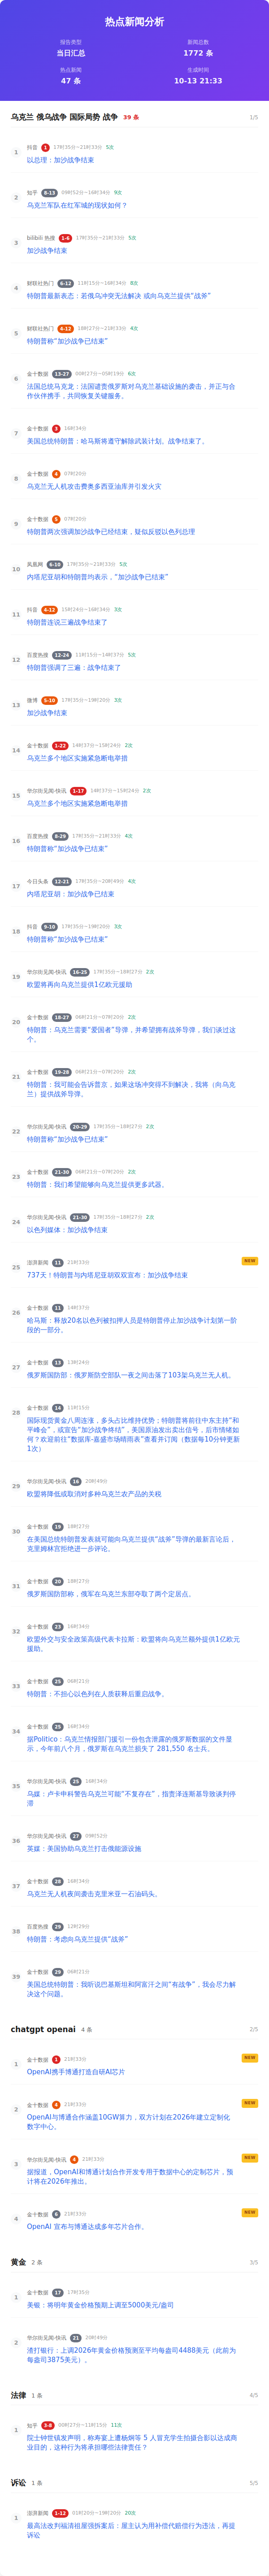 热点新闻分析
报告类型
当日汇总
新闻总数
1772 条
热点新闻
47 条
生成时间
10-13 21:33
乌克兰 俄乌战争 国际局势 战争 39 条
1/5
1
抖音 1 17时35分~21时33分 5次
以总理：加沙战争结束
2
知乎 8-13 09时52分~16时34分 9次
乌克兰军队在红军城的现状如何？
3
bilibili 热搜 1-6 17时35分~21时33分 5次
加沙战争结束
4
财联社热门 6-12 11时15分~16时34分 8次
特朗普最新表态：若俄乌冲突无法解决 或向乌克兰提供“战斧”
5
财联社热门 4-12 18时27分~21时33分 4次
特朗普称“加沙战争已结束”
6
金十数据 13-27 00时27分~05时19分 6次
法国总统马克龙：法国谴责俄罗斯对乌克兰基础设施的袭击，并正与合
作伙伴携手，共同恢复关键服务。
7
金十数据 3 16时34分
美国总统特朗普：哈马斯将遵守解除武装计划。战争结束了。
8
金十数据 4 07时20分
乌克兰无人机攻击费奥多西亚油库并引发火灾
9
金十数据 5 07时20分
特朗普两次强调加沙战争已经结束，疑似反驳以色列总理
10
凤凰网 6-10 17时35分~21时33分 5次
内塔尼亚胡和特朗普均表示，“加沙战争已结束”
11
抖音 4-12 15时24分~16时34分 3次
特朗普连说三遍战争结束了
12
百度热搜 12-24 11时15分~14时37分 5次
特朗普强调了三遍：战争结束了
13
微博 5-10 17时35分~19时20分 3次
加沙战争结束
14
金十数据 1-22 14时37分~15时24分 2次
乌克兰多个地区实施紧急断电举措
15
华尔街见闻-快讯 1-17 14时37分~15时24分 2次
乌克兰多个地区实施紧急断电举措
16
百度热搜 8-29 17时35分~21时33分 4次
特朗普称“加沙战争已结束”
17
今日头条 12-21 17时35分~20时49分 4次
内塔尼亚胡：加沙战争已结束
18
抖音 9-10 17时35分~19时20分 3次
特朗普称“加沙战争已结束”
19
华尔街见闻-快讯 16-25 17时35分~18时27分 2次
欧盟将再向乌克兰提供1亿欧元援助
20
金十数据 18-27 06时21分~07时20分 2次
特朗普：乌克兰需要“爱国者”导弹，并希望拥有战斧导弹，我们谈过这
个。
21
金十数据 19-28 06时21分~07时20分 2次
特朗普：我可能会告诉普京，如果这场冲突得不到解决，我将（向乌克
兰）提供战斧导弹。
22
华尔街见闻-快讯 20-29 17时35分~18时27分 2次
特朗普称“加沙战争已结束”
23
金十数据 21-30 06时21分~07时20分 2次
特朗普：我们希望能够向乌克兰提供更多武器。
24
华尔街见闻-快讯 21-30 17时35分~18时27分 2次
以色列媒体：加沙战争结束
25
澎湃新闻 11 21时33分
NEW
737天！特朗普与内塔尼亚胡双双宣布：加沙战争结束
26
金十数据 11 14时37分
哈马斯：释放20名以色列被扣押人员是特朗普停止加沙战争计划第一阶
段的一部分。
27
金十数据 13 13时24分
俄罗斯国防部：俄罗斯防空部队一夜之间击落了103架乌克兰无人机。
28
金十数据 14 11时15分
国际现货黄金八周连涨，多头占比维持优势；特朗普将前往中东主持“和
平峰会”，或宣告“加沙战争终结”，美国原油发出卖出信号，后市情绪如
何？欢迎前往“数据库-嘉盛市场晴雨表”查看并订阅（数据每10分钟更新
1次）
29
华尔街见闻-快讯 16 20时49分
欧盟将降低或取消对多种乌克兰农产品的关税
30
金十数据 19 18时27分
在美国总统特朗普发表就可能向乌克兰提供“战斧”导弹的最新言论后，
克里姆林宫拒绝进一步评论。
31
金十数据 20 18时27分
俄罗斯国防部称，俄军在乌克兰东部夺取了两个定居点。
32
金十数据 23 16时34分
欧盟外交与安全政策高级代表卡拉斯：欧盟将向乌克兰额外提供1亿欧元
援助。
33
金十数据 25 06时21分
特朗普：不担心以色列在人质获释后重启战争。
34
金十数据 25 16时34分
据Politico：乌克兰情报部门援引一份包含泄露的俄罗斯数据的文件显
示，今年前八个月，俄罗斯在乌克兰损失了 281,550 名士兵。
35
华尔街见闻-快讯 25 16时34分
乌媒：卢卡申科警告乌克兰可能“不复存在”，指责泽连斯基导致谈判停
滞
36
华尔街见闻-快讯 27 09时52分
英媒：美国协助乌克兰打击俄能源设施
37
金十数据 28 16时34分
乌克兰无人机夜间袭击克里米亚一石油码头。
38
百度热搜 29 12时29分
特朗普：考虑向乌克兰提供“战斧”
39
金十数据 29 06时21分
美国总统特朗普：我听说巴基斯坦和阿富汗之间“有战争”，我会尽力解
决这个问题。
chatgpt openai 4 条
2/5
1
金十数据 1 21时33分
NEW
OpenAI携手博通打造自研AI芯片
2
金十数据 4 21时33分
NEW
OpenAI与博通合作涵盖10GW算力，双方计划在2026年建立定制化
数字中心。
3
华尔街见闻-快讯 4 21时33分
NEW
据报道，OpenAI和博通计划合作开发专用于数据中心的定制芯片，预
计将在2026年推出。
4
金十数据 6 21时33分
NEW
OpenAI 宣布与博通达成多年芯片合作。
黄金 2 条
3/5
1
金十数据 17 17时35分
美银：将明年黄金价格预期上调至5000美元/盎司
2
华尔街见闻-快讯 21 20时49分
渣打银行：上调2026年黄金价格预测至平均每盎司4488美元（此前为
每盎司3875美元）。
法律 1 条
4/5
1
知乎 3-8 00时27分~11时15分 11次
院士钟世镇发声明，称寿宴上遭杨炯等 5 人冒充学生拍摄合影以达成商
业目的，这种行为将承担哪些法律责任？
诉讼 1 条
5/5
1
澎湃新闻 1-12 01时20分~19时20分 20次
最高法改判福清祖屋强拆案后：屋主认为用补偿代赔偿行为违法，再提
诉讼